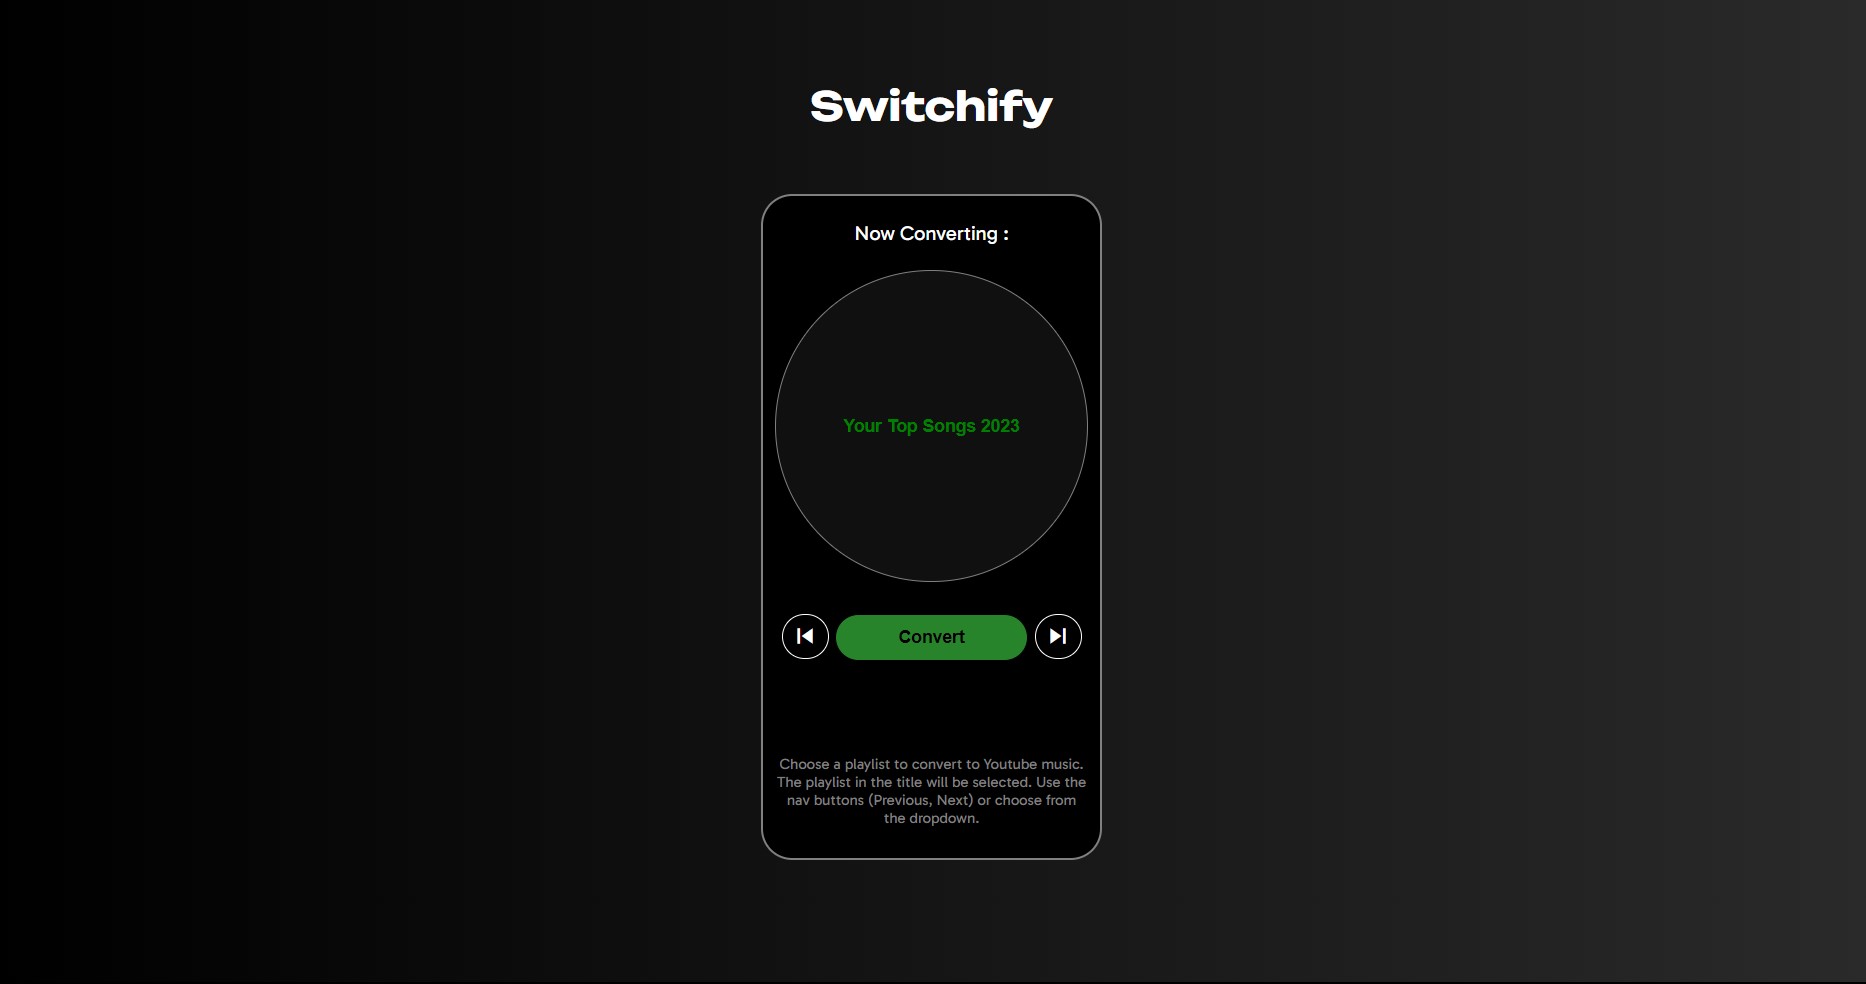 Switchify
Now Converting :
Your Top Songs 2023
Convert
Choose a playlist to convert to Youtube music.
The playlist in the title will be selected. Use the
nav buttons (Previous, Next) or choose from
the dropdown.